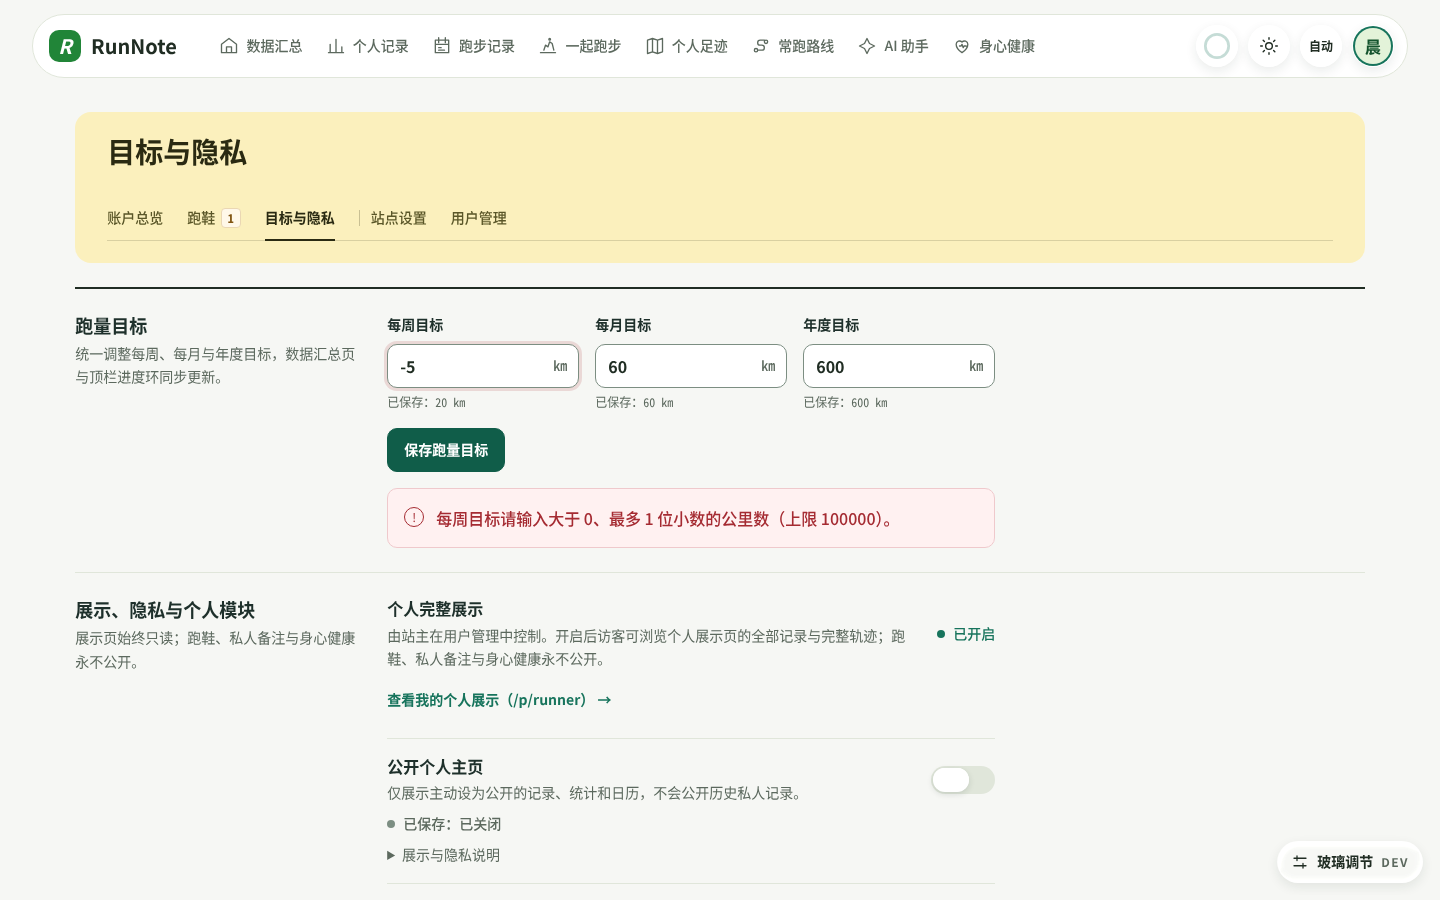 R RunNote 数据汇总 个人记录 跑步记录 一起跑步 个人足迹 常跑路线 AI 助手 身心健康 自动 晨
目标与隐私
账户总览 跑鞋 1 目标与隐私 站点设置 用户管理
跑量目标
统一调整每周、每月与年度目标，数据汇总页
与顶栏进度环同步更新。
每周目标 每月目标 年度目标
-5 km 60 km 600 km
已保存：20 km 已保存：60 km 已保存：600 km
保存跑量目标
每周目标请输入大于 0、最多 1 位小数的公里数（上限 100000）。
展示、隐私与个人模块
展示页始终只读；跑鞋、私人备注与身心健康
永不公开。
个人完整展示
由站主在用户管理中控制。开启后访客可浏览个人展示页的全部记录与完整轨迹；跑
鞋、私人备注与身心健康永不公开。
已开启
查看我的个人展示（/p/runner） →
公开个人主页
仅展示主动设为公开的记录、统计和日历，不会公开历史私人记录。
已保存：已关闭
展示与隐私说明
玻璃调节 DEV